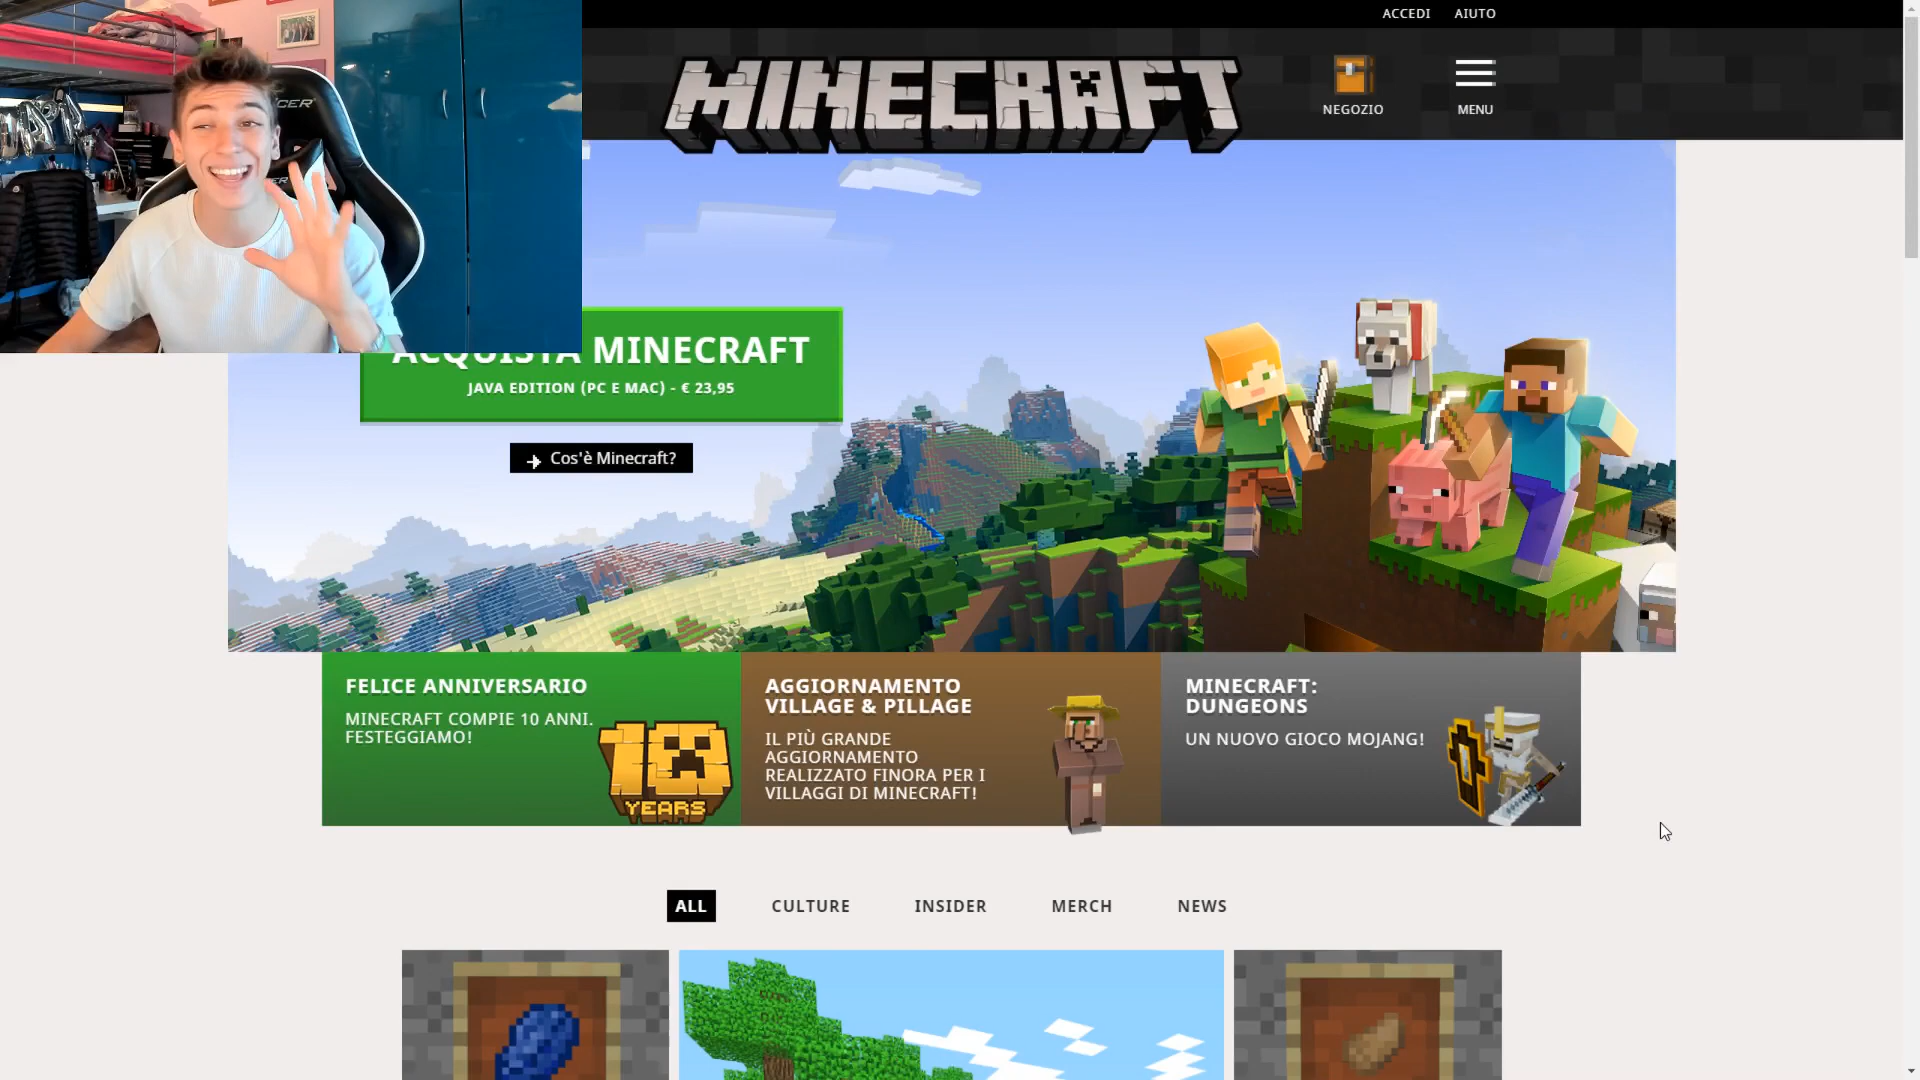 ACCEDI AIUTO
MINECRAFT
NEGOZIO
MENU
ACQUISTA MINECRAFT
JAVA EDITION (PC E MAC) - € 23,95
Cos'è Minecraft?
FELICE ANNIVERSARIO
MINECRAFT COMPIE 10 ANNI.
FESTEGGIAMO!
10
YEARS
AGGIORNAMENTO
VILLAGE & PILLAGE
IL PIÙ GRANDE
AGGIORNAMENTO
REALIZZATO FINORA PER I
VILLAGGI DI MINECRAFT!
MINECRAFT:
DUNGEONS
UN NUOVO GIOCO MOJANG!
ALL CULTURE INSIDER MERCH NEWS